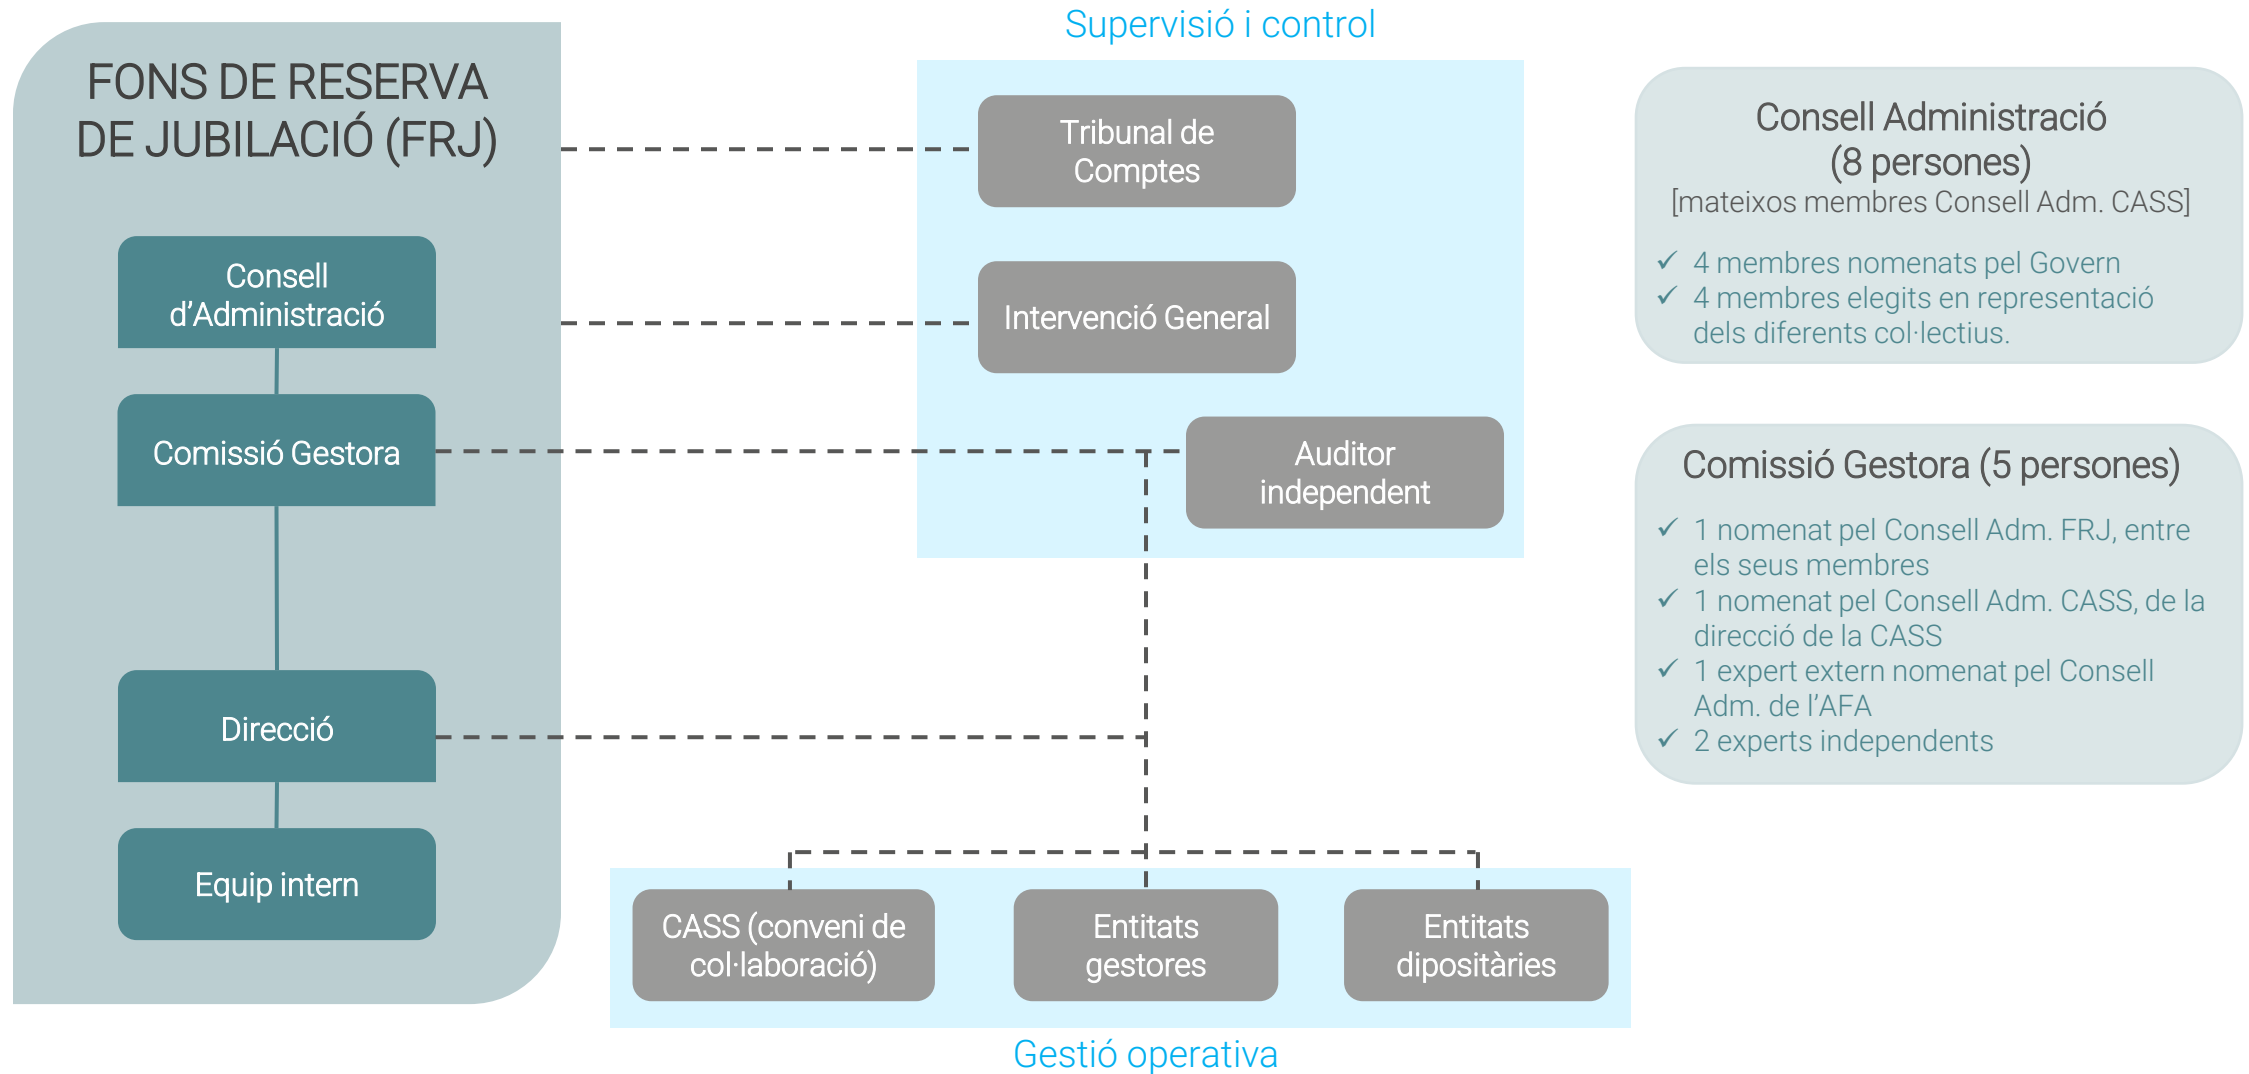 FONS DE RESERVA
DE JUBILACIÓ (FRJ)
Consell
d’Administració
Comissió Gestora
Direcció
Equip intern
Supervisió i control
Tribunal de
Comptes
Intervenció General
Auditor
independent
CASS (conveni de
col·laboració)
Entitats
gestores
Entitats
dipositàries
Gestió operativa
Consell Administració
(8 persones)
[mateixos membres Consell Adm. CASS]
✓ 4 membres nomenats pel Govern
✓ 4 membres elegits en representació
dels diferents col·lectius.
Comissió Gestora (5 persones)
✓ 1 nomenat pel Consell Adm. FRJ, entre
els seus membres
✓ 1 nomenat pel Consell Adm. CASS, de la
direcció de la CASS
✓ 1 expert extern nomenat pel Consell
Adm. de l’AFA
✓ 2 experts independents